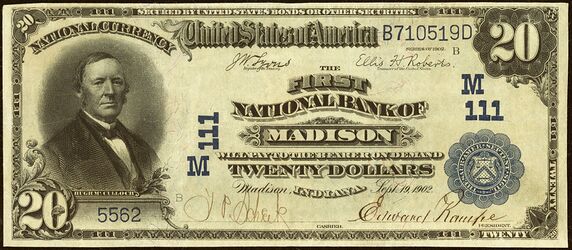 SECURED BY UNITED STATES BONDS OR OTHER SECURITIES
NATIONAL CURRENCY
United States of America
B710519D
20
20
SERIES OF 1902.
B
J W Lyons
Ellis H. Roberts.
Register of the Treasury
Treasurer of the United States
THE
FIRST
NATIONAL BANK OF
MADISON
M
111
M 111
WILL PAY TO THE BEARER ON DEMAND
TWENTY DOLLARS
Madison,
INDIANA
Sept. 19, 1902.
HUGH McCULLOCH
B
20
5562
Edward Kampe
CASHIER.
PRESIDENT.
TWENTY